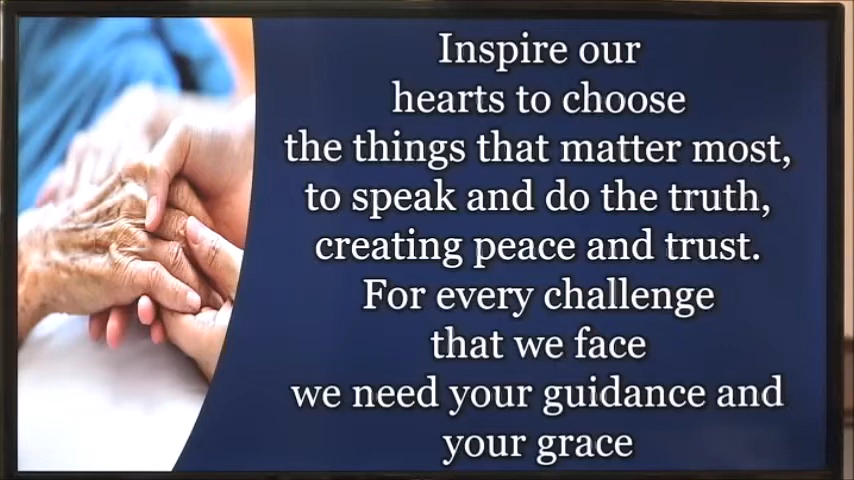 Inspire our
hearts to choose
the things that matter most,
to speak and do the truth,
creating peace and trust.
For every challenge
that we face
we need your guidance and
your grace